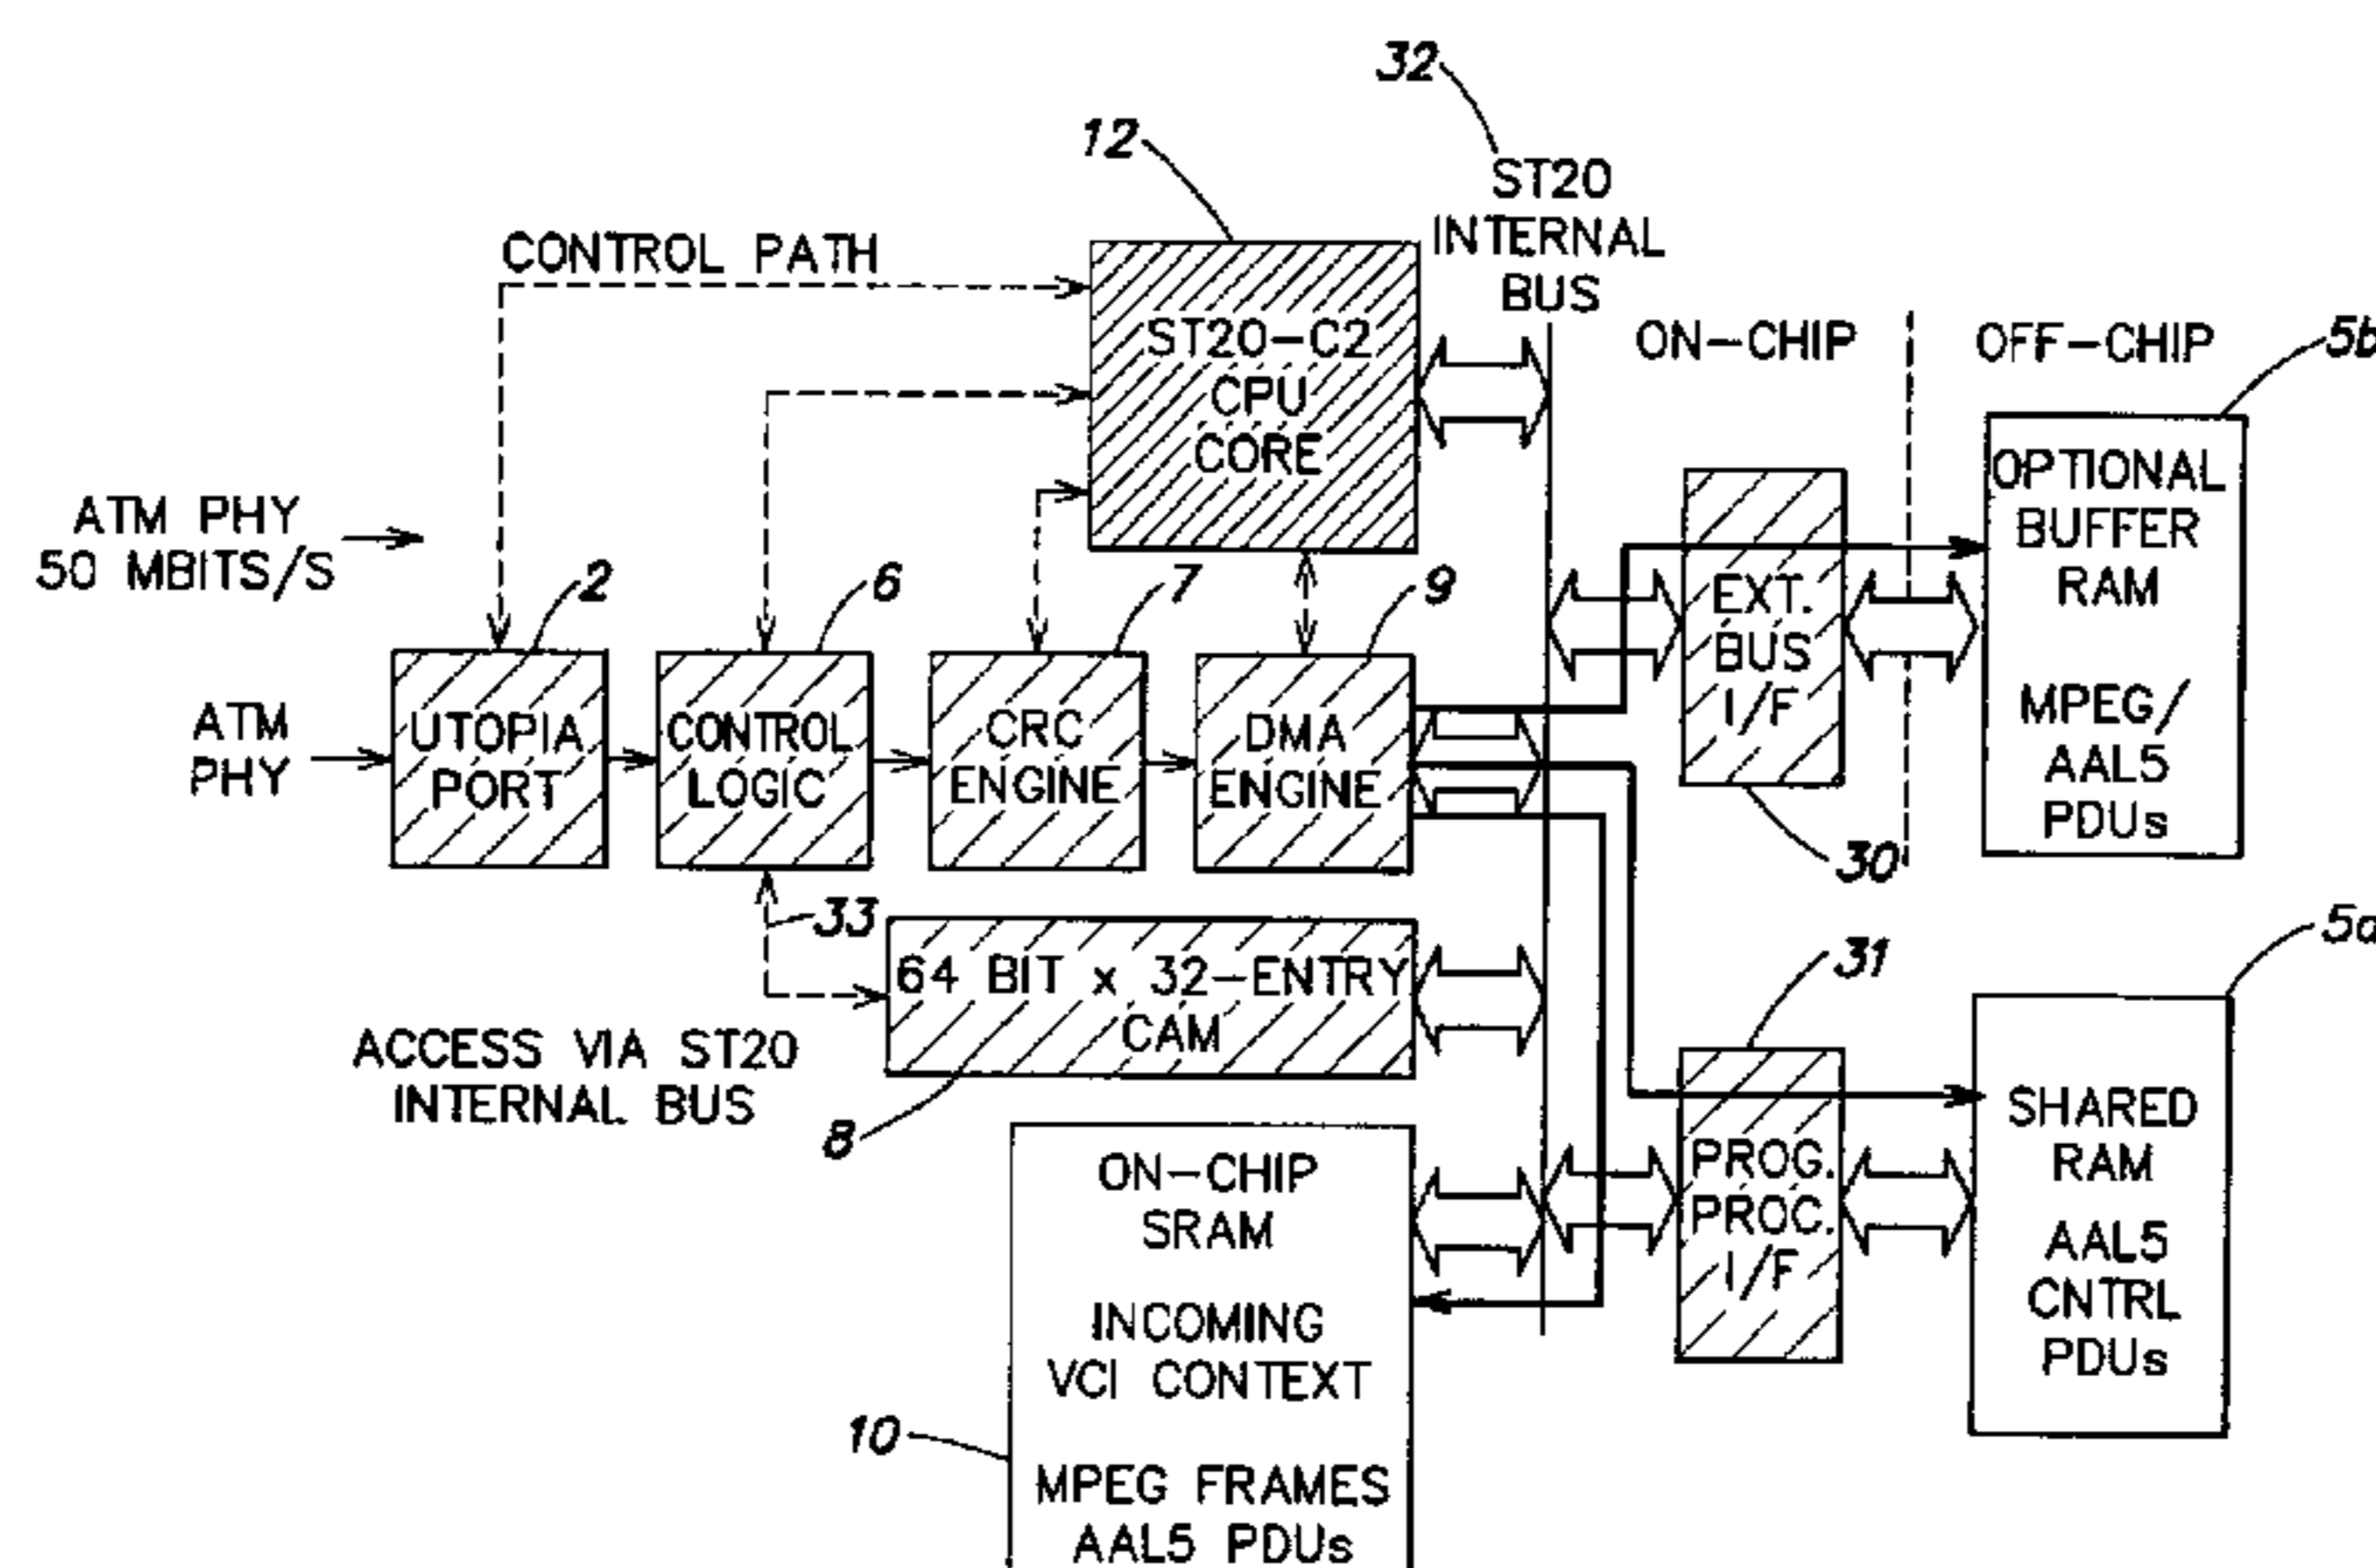 32
12
ST20
INTERNAL
BUS
CONTROL PATH
ST20-C2
CPU
CORE
ON-CHIP
OFF-CHIP
5b
ATM PHY
50 MBITS/S
2
6
7
9
OPTIONAL
BUFFER
RAM
MPEG/
AAL5
PDUs
EXT.
BUS
I/F
ATM
PHY
UTOPIA
PORT
CONTROL
LOGIC
CRC
ENGINE
DMA
ENGINE
30
33
64 BIT x 32-ENTRY
CAM
31
5a
ACCESS VIA ST20
INTERNAL BUS
8
ON-CHIP
SRAM
INCOMING
VCI CONTEXT
MPEG FRAMES
AAL5 PDUs
10
PROG.
PROC.
I/F
SHARED
RAM
AAL5
CNTRL
PDUs